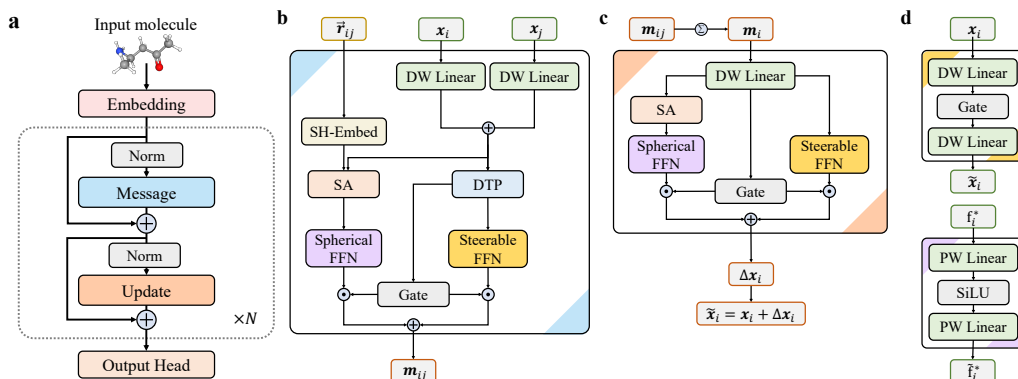 a
Input molecule
Embedding
Norm
Message
Norm
Update
×N
Output Head
b
r⃗ij
xi
xj
DW Linear
DW Linear
SH-Embed
SA
DTP
Spherical
FFN
Steerable
FFN
Gate
mij
c
mij
Σ
mi
DW Linear
SA
Spherical
FFN
Steerable
FFN
Gate
Δxi
x̃i = xi + Δxi
d
xi
DW Linear
Gate
DW Linear
x̃i
fi*
PW Linear
SiLU
PW Linear
f̃i*